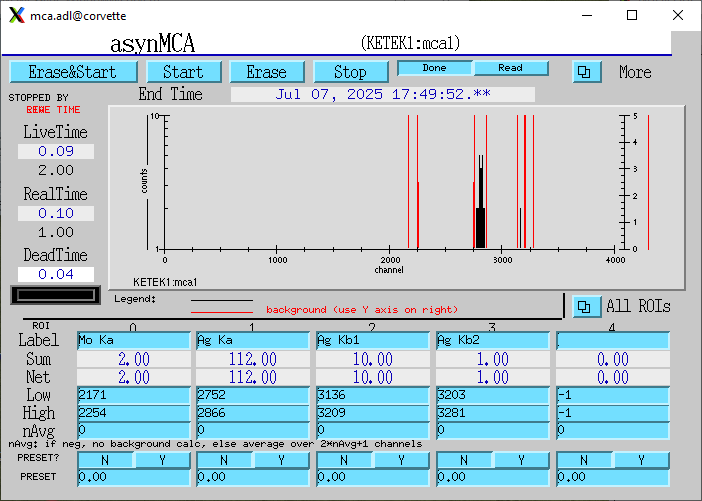 mca.adl@corvette
asynMCA (KETEK1:mca1)
Erase&Start Start Erase Stop Done Read More
STOPPED BY End Time Jul 07, 2025 17:49:52.**
TIME
LiveTime
0.09
2.00
RealTime
0.10
1.00
DeadTime
0.04
10
1
counts
0 1000 2000 3000 4000
channel
5
4
3
2
1
0
KETEK1:mca1
Legend:
background (use Y axis on right)
All ROIs
ROI 0 1 2 3 4
Label Mo Ka Ag Ka Ag Kb1 Ag Kb2
Sum 2.00 112.00 10.00 1.00 0.00
Net 2.00 112.00 10.00 1.00 0.00
Low 2171 2752 3136 3203 -1
High 2254 2866 3209 3281 -1
nAvg 0 0 0 0 0
nAvg: if neg, no background calc, else average over 2*nAvg+1 channels
PRESET? N Y N Y N Y N Y N Y
PRESET 0.00 0.00 0.00 0.00 0.00